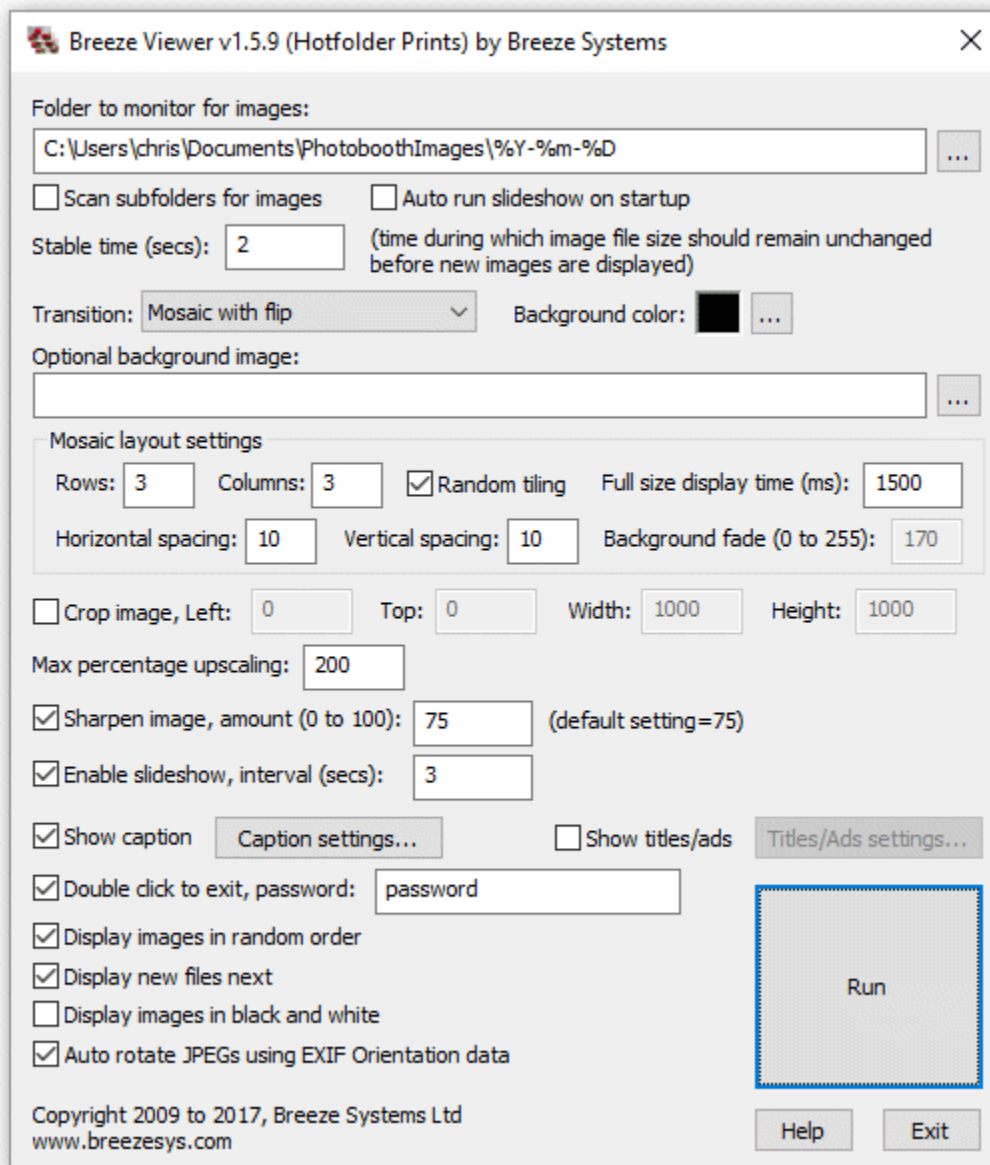 Breeze Viewer v1.5.9 (Hotfolder Prints) by Breeze Systems
Folder to monitor for images:
C:\Users\chris\Documents\PhotoboothImages\%Y-%m-%D
...
Scan subfolders for images
Auto run slideshow on startup
Stable time (secs): 2
(time during which image file size should remain unchanged
before new images are displayed)
Transition: Mosaic with flip
Background color:
...
Optional background image:
...
Mosaic layout settings
Rows: 3 Columns: 3 Random tiling Full size display time (ms): 1500
Horizontal spacing: 10 Vertical spacing: 10 Background fade (0 to 255): 170
Crop image, Left: 0 Top: 0 Width: 1000 Height: 1000
Max percentage upscaling: 200
Sharpen image, amount (0 to 100): 75 (default setting=75)
Enable slideshow, interval (secs): 3
Show caption Caption settings... Show titles/ads Titles/Ads settings...
Double click to exit, password: password
Display images in random order
Display new files next
Run
Display images in black and white
Auto rotate JPEGs using EXIF Orientation data
Copyright 2009 to 2017, Breeze Systems Ltd
www.breezesys.com
Help Exit